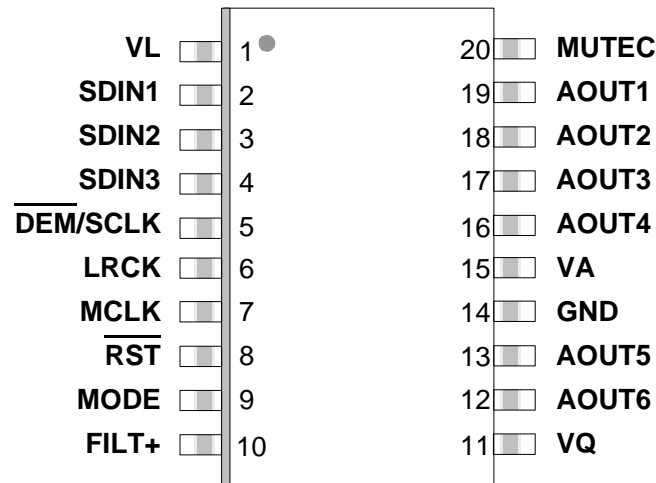 VL 1 20 MUTEC
SDIN1 2 19 AOUT1
SDIN2 3 18 AOUT2
SDIN3 4 17 AOUT3
D̅E̅M̅/SCLK 5 16 AOUT4
LRCK 6 15 VA
MCLK 7 14 GND
R̅S̅T̅ 8 13 AOUT5
MODE 9 12 AOUT6
FILT+ 10 11 VQ